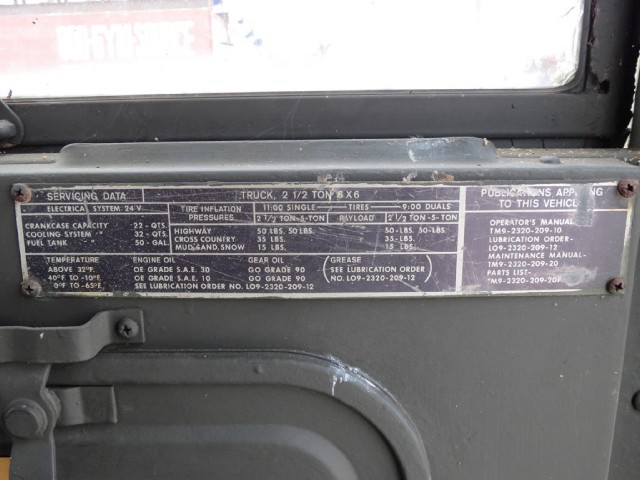 SERVICING DATA
TRUCK, 2 1/2 TON 6X6
PUBLICATIONS APPLYING
TO THIS VEHICLE
ELECTRICAL SYSTEM 24 V
CRANKCASE CAPACITY 22 - QTS.
COOLING SYSTEM " 32 - QTS.
FUEL TANK " 50 - GAL.
TIRE INFLATION PRESSURES
11:00 SINGLE TIRES 9:00 DUALS
2 1/2 TON - 5-TON PAYLOAD 2 1/2 TON - 5-TON
HIGHWAY 50 LBS. 50 LBS. 50 - LBS. 50 - LBS
CROSS COUNTRY 35 LBS. 35 - LBS.
MUD, SAND, SNOW 15 LBS. 15 LBS.
OPERATOR'S MANUAL
TM9-2320-209-10
LUBRICATION ORDER-
LO9-2320-209-12
MAINTENANCE MANUAL-
TM9-2320-209-20
PARTS LIST-
TM9-2320-209-20P
TEMPERATURE ENGINE OIL GEAR OIL GREASE
ABOVE 32°F. OE GRADE S.A.E. 30 GO GRADE 90 SEE LUBRICATION ORDER
°F TO -10°F OE GRADE S.A.E. 10 GO GRADE 90 NO. LO9-2320-209-12
0°F TO -65°F. SEE LUBRICATION ORDER NO. LO9-2320-209-12